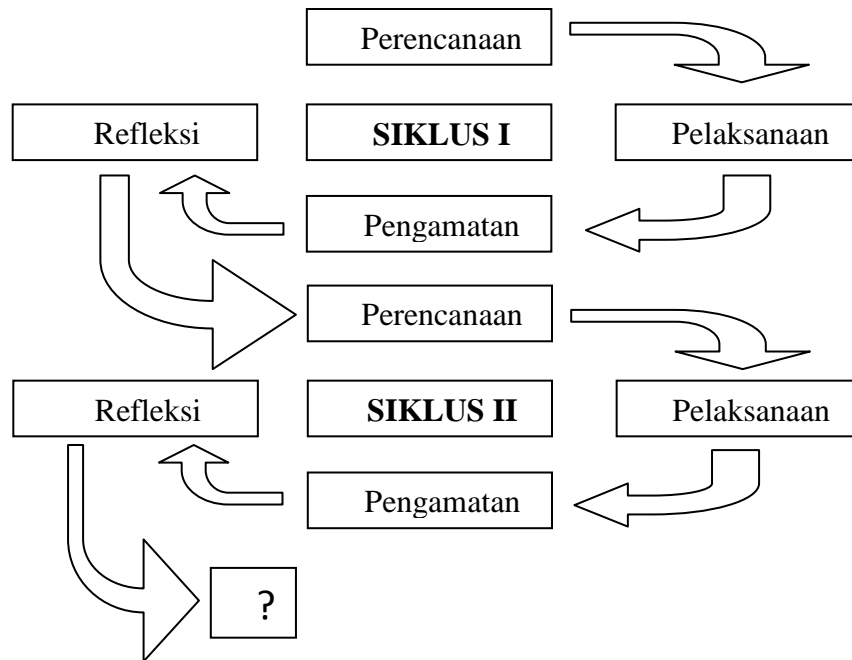 Perencanaan
Refleksi
SIKLUS I
Pelaksanaan
Pengamatan
Perencanaan
Refleksi
SIKLUS II
Pelaksanaan
Pengamatan
?